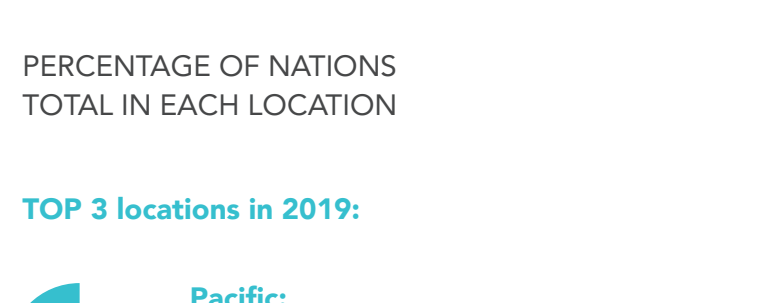 PERCENTAGE OF NATIONS
TOTAL IN EACH LOCATION
TOP 3 locations in 2019:
Pacific: